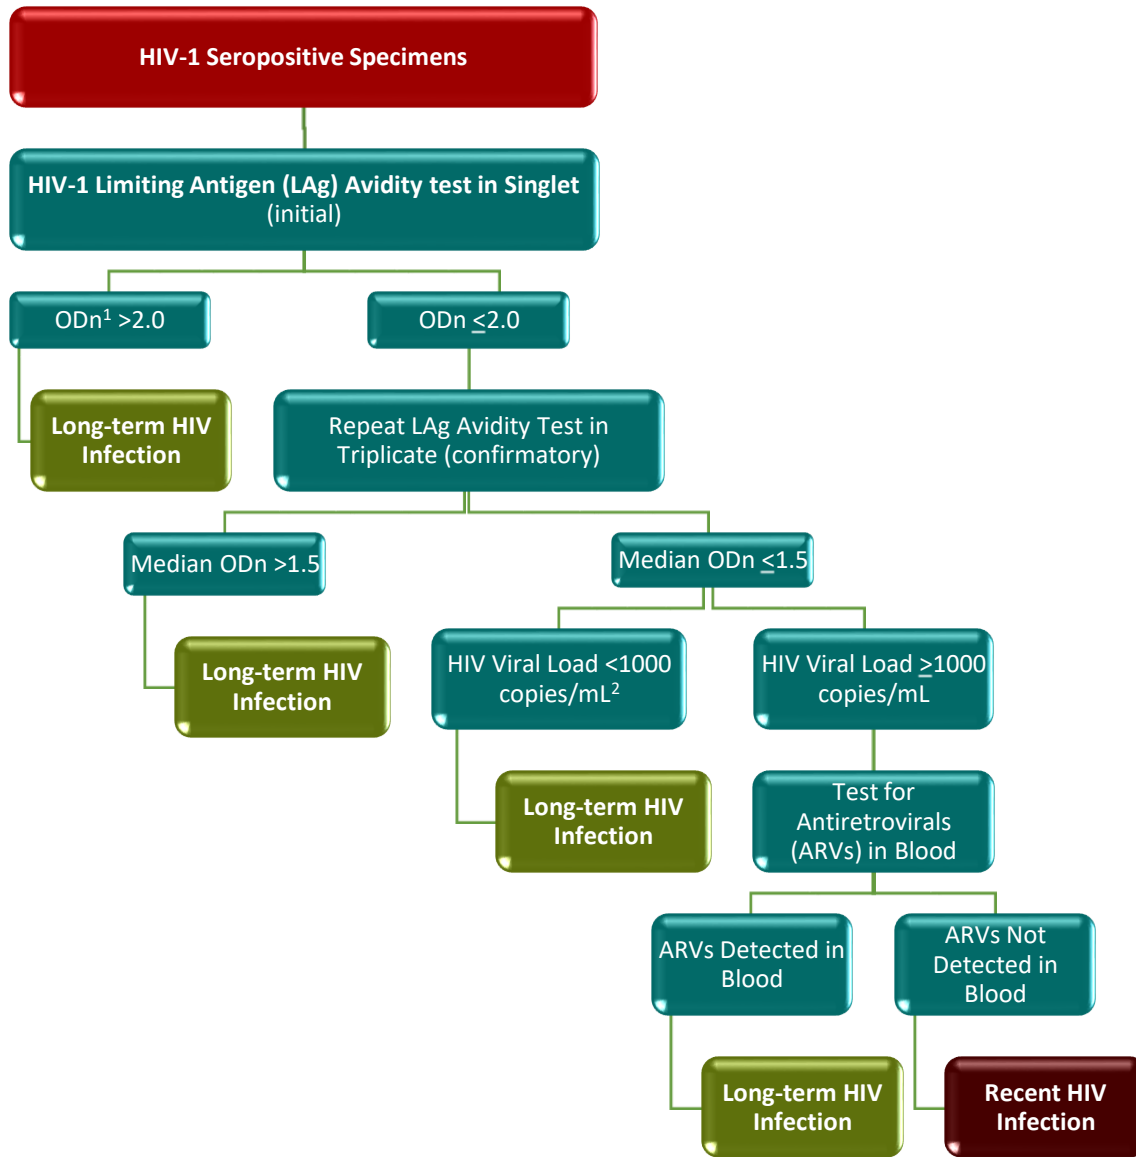 HIV-1 Seropositive Specimens
HIV-1 Limiting Antigen (LAg) Avidity test in Singlet
(initial)
ODn¹ >2.0
ODn ≤2.0
Long-term HIV
Infection
Repeat LAg Avidity Test in
Triplicate (confirmatory)
Median ODn >1.5
Median ODn ≤1.5
Long-term HIV
Infection
HIV Viral Load <1000
copies/mL²
HIV Viral Load ≥1000
copies/mL
Long-term HIV
Infection
Test for
Antiretrovirals
(ARVs) in Blood
ARVs Detected in
Blood
ARVs Not
Detected in
Blood
Long-term HIV
Infection
Recent HIV
Infection